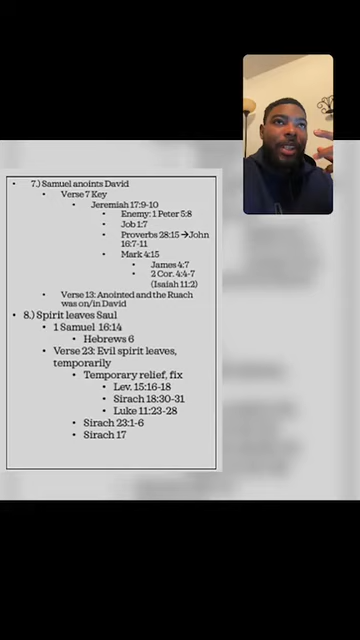 7.) Samuel anoints David
Verse 7 Key
Jeremiah 17:9-10
Enemy: 1 Peter 5:8
Job 1:7
Proverbs 28:15 →John
16:7-11
Mark 4:15
James 4:7
2 Cor. 4:4-7
(Isaiah 11:2)
Verse 13: Anointed and the Ruach
was on/in David
8.) Spirit leaves Saul
1 Samuel 16:14
Hebrews 6
Verse 23: Evil spirit leaves,
temporarily
Temporary relief, fix
Lev. 15:16-18
Sirach 18:30-31
Luke 11:23-28
Sirach 23:1-6
Sirach 17